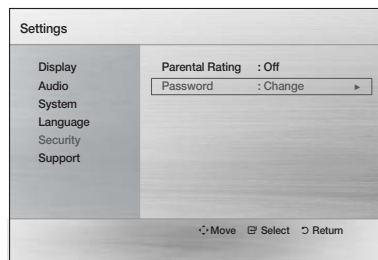 Settings
Display
Audio
System
Language
Security
Support
Parental Rating : Off
Password : Change ►
Move Select Return